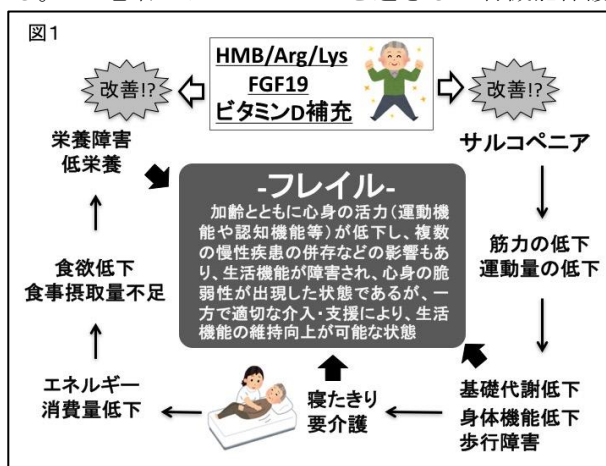 図1
HMB/Arg/Lys
FGF19
ビタミンD補充
改善!?
改善!?
栄養障害
低栄養
サルコペニア
-フレイル-
加齢とともに心身の活力(運動機
能や認知機能等)が低下し、複数
の慢性疾患の併存などの影響もあ
り、生活機能が障害され、心身の脆
弱性が出現した状態であるが、一
方で適切な介入・支援により、生活
機能の維持向上が可能な状態
筋力の低下
運動量の低下
食欲低下
食事摂取量不足
エネルギー
消費量低下
寝たきり
要介護
基礎代謝低下
身体機能低下
歩行障害